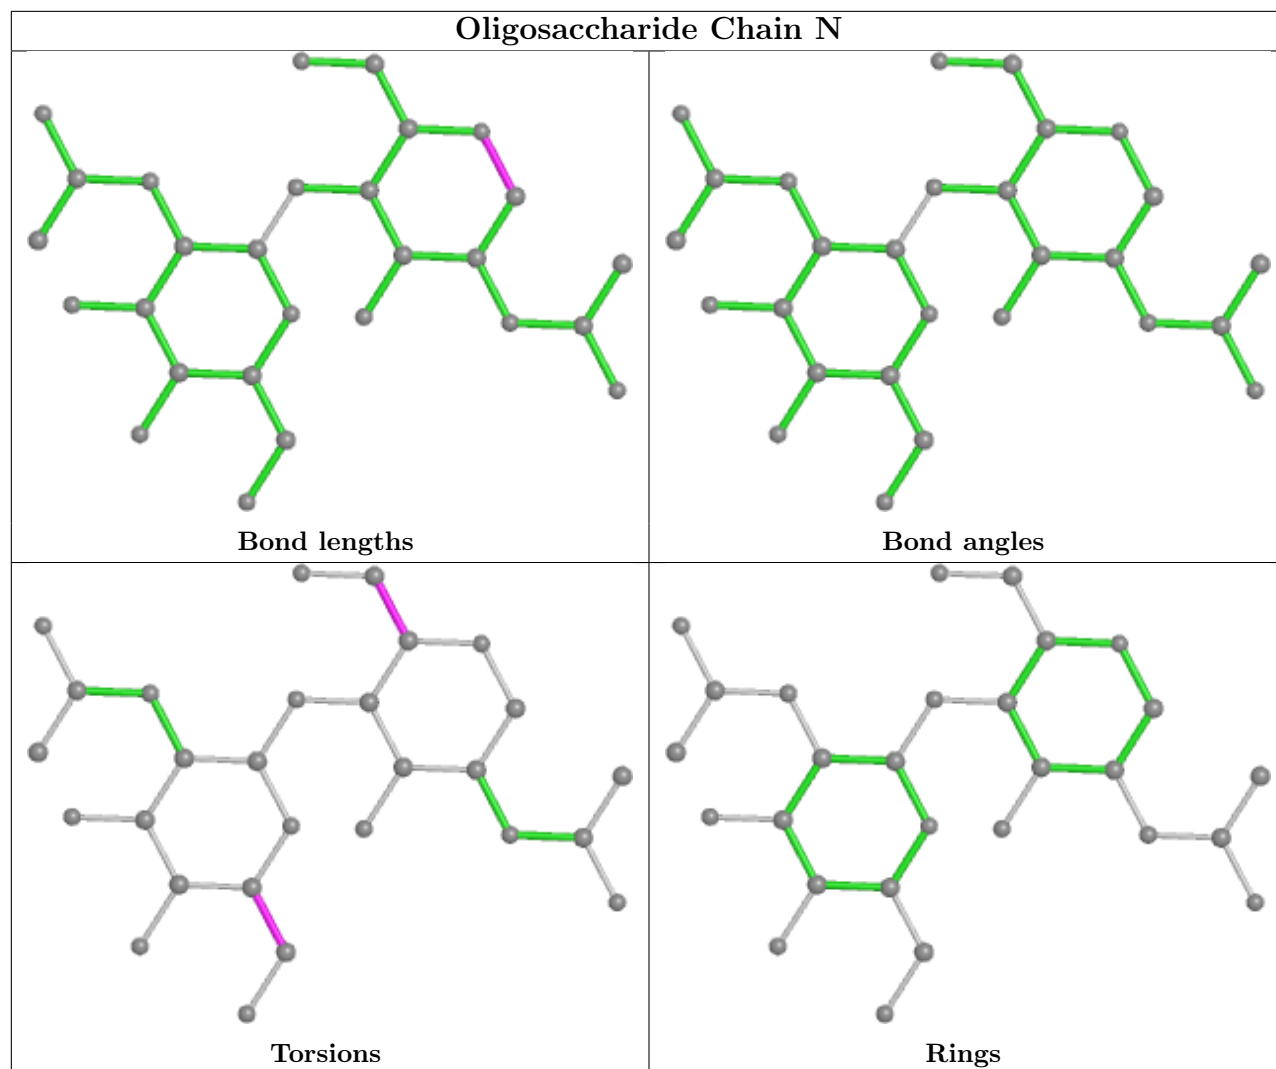 Oligosaccharide Chain N
Bond lengths
Bond angles
Torsions
Rings